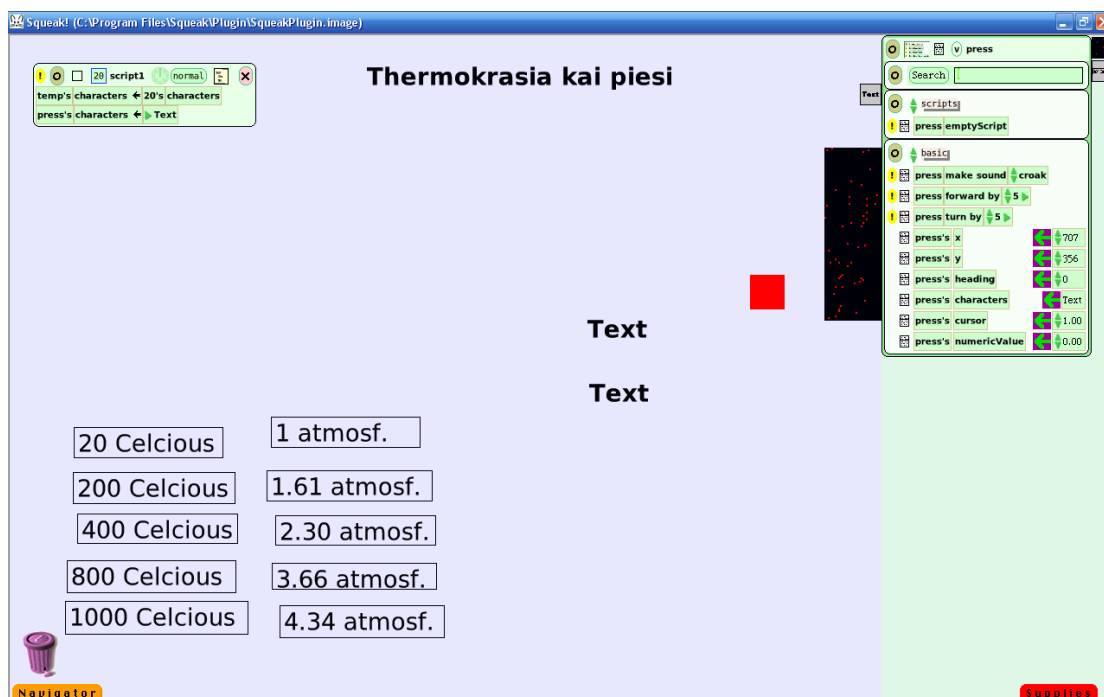 Squeak! (C:\Program Files\Squeak\Plugin\SqueakPlugin.image)
! O 20 script1 normal
temp's characters ← 20's characters
press's characters ← Text
Thermokrasia kai piesi
Text
O v press
O Search
O scripts
! press emptyScript
O basic
! press make sound croak
! press forward by 5
! press turn by 5
press's x 707
press's y 356
press's heading 0
press's characters Text
press's cursor 1.00
press's numericValue 0.00
Text
Text
20 Celcious 1 atmosf.
200 Celcious 1.61 atmosf.
400 Celcious 2.30 atmosf.
800 Celcious 3.66 atmosf.
1000 Celcious 4.34 atmosf.
Navigator
Supplies